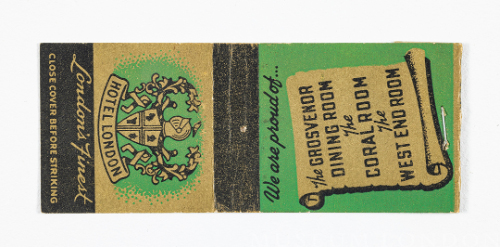 HOTEL LONDON
London's Finest
CLOSE COVER BEFORE STRIKING
We are proud of...
The GROSVENOR
DINING ROOM
The
CORAL ROOM
The
WEST END ROOM